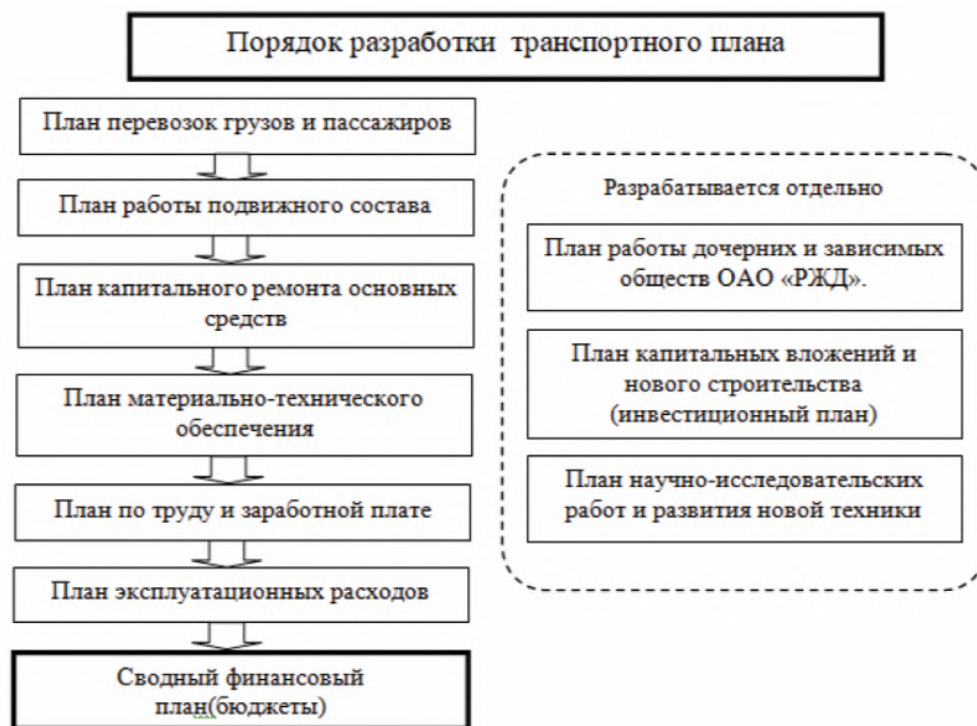 Порядок разработки транспортного плана
План перевозок грузов и пассажиров
План работы подвижного состава
План капитального ремонта основных
средств
План материально-технического
обеспечения
План по труду и заработной плате
План эксплуатационных расходов
Сводный финансовый
план(бюджеты)
Разрабатывается отдельно
План работы дочерних и зависимых
обществ ОАО «РЖД».
План капитальных вложений и
нового строительства
(инвестиционный план)
План научно-исследовательских
работ и развития новой техники